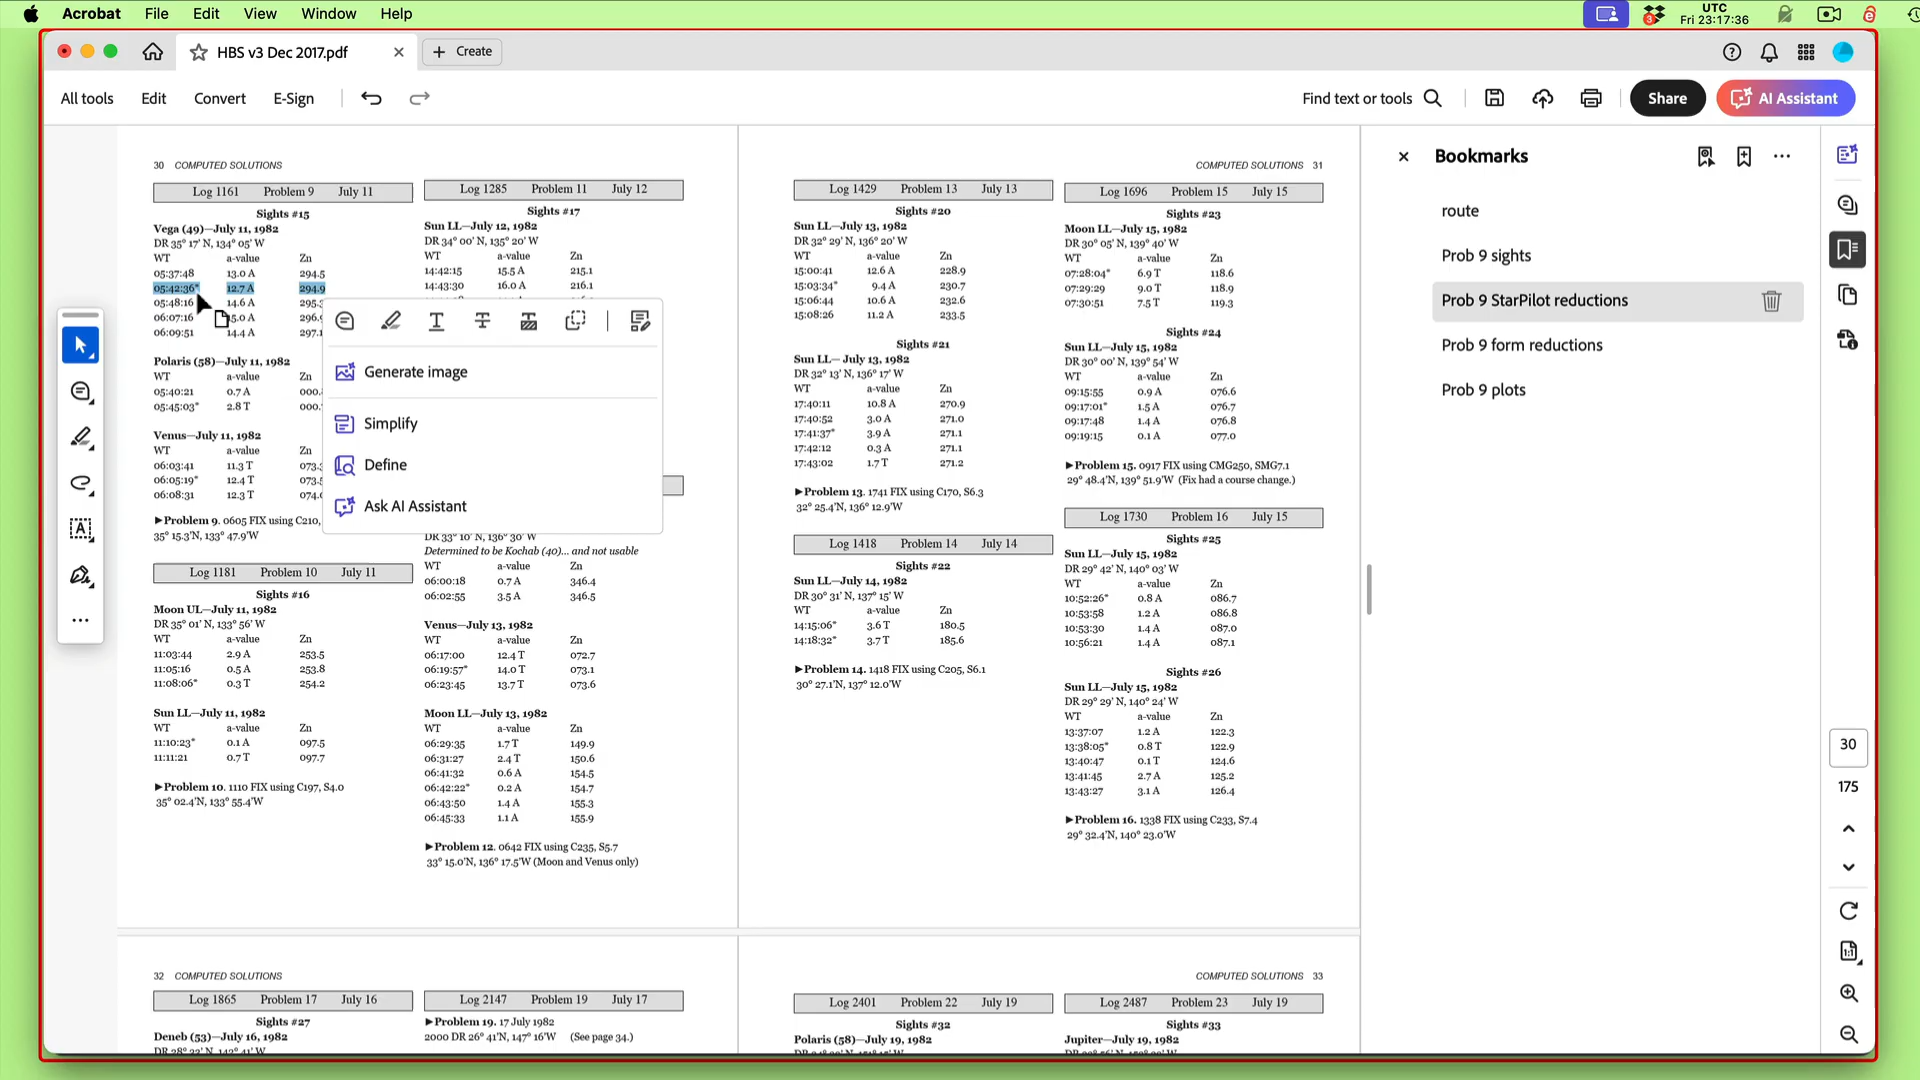 Acrobat File Edit View Window Help
3
UTC
Fri 23:17:36
HBS v3 Dec 2017.pdf
Create
All tools Edit Convert E-Sign
Find text or tools
Share
AI Assistant
30 COMPUTED SOLUTIONS
Log 1161 Problem 9 July 11
Sights #15
Vega (49)—July 11, 1982
DR 35° 17' N, 134° 05' W
WT a-value Zn
05:37:48 13.0 A 294.5
05:42:36* 12.7 A 294.9
05:48:16 14.6 A 295.
06:07:16 15.0 A 296.
06:09:51 14.4 A 297.1
Polaris (58)—July 11, 1982
WT a-value Zn
05:40:21 0.7 A 000.
05:45:03* 2.8 T 000.
Venus—July 11, 1982
WT a-value Zn
06:03:41 11.3 T 073.
06:05:19* 12.4 T 073.5
06:08:31 12.3 T 074.
►Problem 9. 0605 FIX using C210,
35° 15.3'N, 133° 47.9'W
Log 1181 Problem 10 July 11
Sights #16
Moon UL—July 11, 1982
DR 35° 01' N, 133° 56' W
WT a-value Zn
11:03:44 2.9 A 253.5
11:05:16 0.5 A 253.8
11:08:06* 0.3 T 254.2
Sun LL—July 11, 1982
WT a-value Zn
11:10:23* 0.1 A 097.5
11:11:21 0.7 T 097.7
►Problem 10. 1110 FIX using C197, S4.0
35° 02.4'N, 133° 55.4'W
Log 1285 Problem 11 July 12
Sights #17
Sun LL—July 12, 1982
DR 34° 00' N, 135° 20' W
WT a-value Zn
14:42:15 15.5 A 215.1
14:43:30 16.0 A 216.1
Generate image
Simplify
Define
Ask AI Assistant
DR 33° 10' N, 136° 30' W
Determined to be Kochab (40)... and not usable
WT a-value Zn
06:00:18 0.7 A 346.4
06:02:55 3.5 A 346.5
Venus—July 13, 1982
WT a-value Zn
06:17:00 12.4 T 072.7
06:19:57* 14.0 T 073.1
06:23:45 13.7 T 073.6
Moon LL—July 13, 1982
WT a-value Zn
06:29:35 1.7 T 149.9
06:31:27 2.4 T 150.6
06:41:32 0.6 A 154.5
06:42:22* 0.2 A 154.7
06:43:50 1.4 A 155.3
06:45:33 1.1 A 155.9
►Problem 12. 0642 FIX using C235, S5.7
33° 15.0'N, 136° 17.5'W (Moon and Venus only)
COMPUTED SOLUTIONS 31
Log 1429 Problem 13 July 13
Sights #20
Sun LL—July 13, 1982
DR 32° 29' N, 136° 20' W
WT a-value Zn
15:00:41 12.6 A 228.9
15:03:34* 9.4 A 230.7
15:06:44 10.6 A 232.6
15:08:26 11.2 A 233.5
Sights #21
Sun LL— July 13, 1982
DR 32° 13' N, 136° 17' W
WT a-value Zn
17:40:11 10.8 A 270.9
17:40:52 3.0 A 271.0
17:41:37* 3.9 A 271.1
17:42:12 0.3 A 271.1
17:43:02 1.7 T 271.2
►Problem 13. 1741 FIX using C170, S6.3
32° 25.4'N, 136° 12.9'W
Log 1418 Problem 14 July 14
Sights #22
Sun LL—July 14, 1982
DR 30° 31' N, 137° 15' W
WT a-value Zn
14:15:06* 3.6 T 180.5
14:18:32* 3.7 T 185.6
►Problem 14. 1418 FIX using C205, S6.1
30° 27.1'N, 137° 12.0'W
Log 1696 Problem 15 July 15
Sights #23
Moon LL—July 15, 1982
DR 30° 05' N, 139° 40' W
WT a-value Zn
07:28:04* 6.9 T 118.6
07:29:29 9.0 T 118.9
07:30:51 7.5 T 119.3
Sights #24
Sun LL—July 15, 1982
DR 30° 00' N, 139° 54' W
WT a-value Zn
09:15:55 0.9 A 076.6
09:17:01* 1.5 A 076.7
09:17:48 1.4 A 076.8
09:19:15 0.1 A 077.0
►Problem 15. 0917 FIX using CMG250, SMG7.1
29° 48.4'N, 139° 51.9'W (Fix had a course change.)
Log 1730 Problem 16 July 15
Sights #25
Sun LL—July 15, 1982
DR 29° 42' N, 140° 03' W
WT a-value Zn
10:52:26* 0.8 A 086.7
10:53:58 1.2 A 086.8
10:53:30 1.4 A 087.0
10:56:21 1.4 A 087.1
Sights #26
Sun LL—July 15, 1982
DR 29° 29' N, 140° 24' W
WT a-value Zn
13:37:07 1.2 A 122.3
13:38:05* 0.8 T 122.9
13:40:47 0.1 T 124.6
13:41:45 2.7 A 125.2
13:43:27 3.1 A 126.4
►Problem 16. 1338 FIX using C233, S7.4
29° 32.4'N, 140° 23.0'W
32 COMPUTED SOLUTIONS
Log 1865 Problem 17 July 16
Sights #27
Deneb (53)—July 16, 1982
Log 2147 Problem 19 July 17
►Problem 19. 17 July 1982
2000 DR 26° 41'N, 147° 16'W (See page 34.)
COMPUTED SOLUTIONS 33
Log 2401 Problem 22 July 19
Sights #32
Polaris (58)—July 19, 1982
Log 2487 Problem 23 July 19
Sights #33
Jupiter—July 19, 1982
Bookmarks
route
Prob 9 sights
Prob 9 StarPilot reductions
Prob 9 form reductions
Prob 9 plots
30
175
1:1